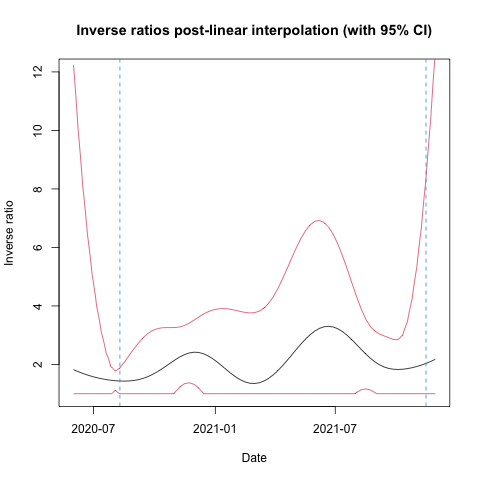 Inverse ratios post-linear interpolation (with 95% CI)
12
10
8
6
4
2
Inverse ratio
2020-07 2021-01 2021-07
Date